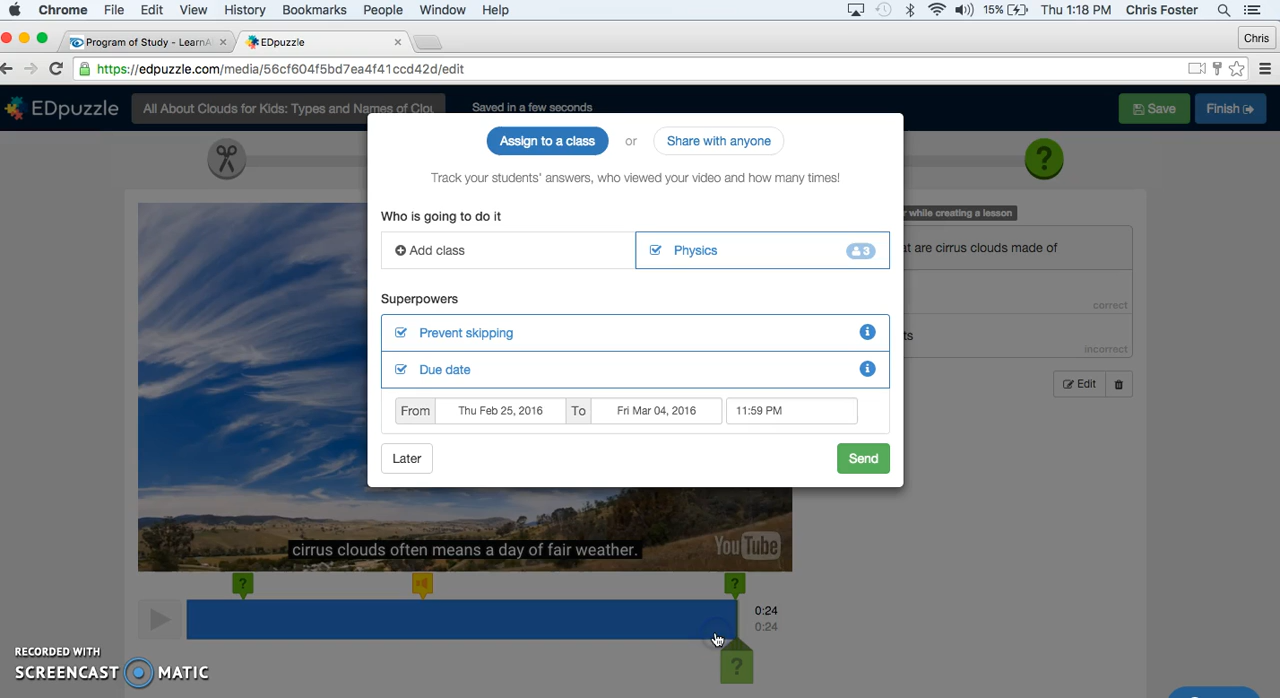 Chrome File Edit View History Bookmarks People Window Help 15% Thu 1:18 PM Chris Foster
Program of Study - LearnA × EDpuzzle × Chris
https://edpuzzle.com/media/56cf604f5bd7ea4f41ccd42d/edit
EDpuzzle All About Clouds for Kids: Types and Names of Clou Saved in a few seconds Save Finish
Assign to a class or Share with anyone
Track your students' answers, who viewed your video and how many times!
Who is going to do it
while creating a lesson
Add class Physics 3
are cirrus clouds made of
Superpowers
correct
Prevent skipping
incorrect
Due date
Edit
From Thu Feb 25, 2016 To Fri Mar 04, 2016 11:59 PM
Later Send
cirrus clouds often means a day of fair weather.
YouTube
? ?
0:24
0:24
?
RECORDED WITH
SCREENCAST MATIC